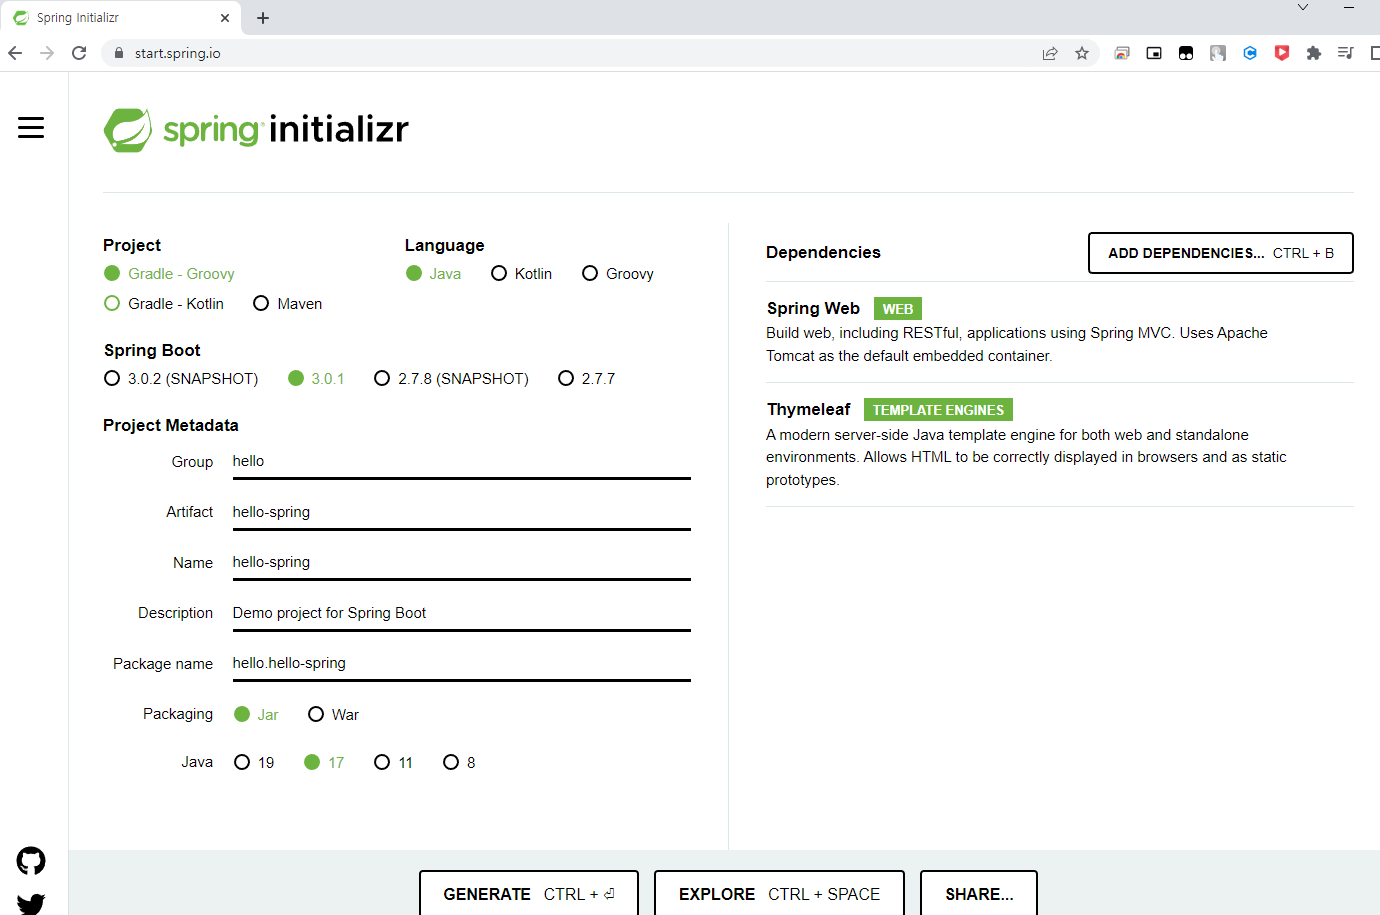 Spring Initializr
start.spring.io
spring initializr
Project
Gradle - Groovy
Gradle - Kotlin Maven
Language
Java Kotlin Groovy
Spring Boot
3.0.2 (SNAPSHOT) 3.0.1 2.7.8 (SNAPSHOT) 2.7.7
Project Metadata
Group hello
Artifact hello-spring
Name hello-spring
Description Demo project for Spring Boot
Package name hello.hello-spring
Packaging Jar War
Java 19 17 11 8
Dependencies ADD DEPENDENCIES... CTRL + B
Spring Web WEB
Build web, including RESTful, applications using Spring MVC. Uses Apache
Tomcat as the default embedded container.
Thymeleaf TEMPLATE ENGINES
A modern server-side Java template engine for both web and standalone
environments. Allows HTML to be correctly displayed in browsers and as static
prototypes.
GENERATE CTRL + ⏎ EXPLORE CTRL + SPACE SHARE...